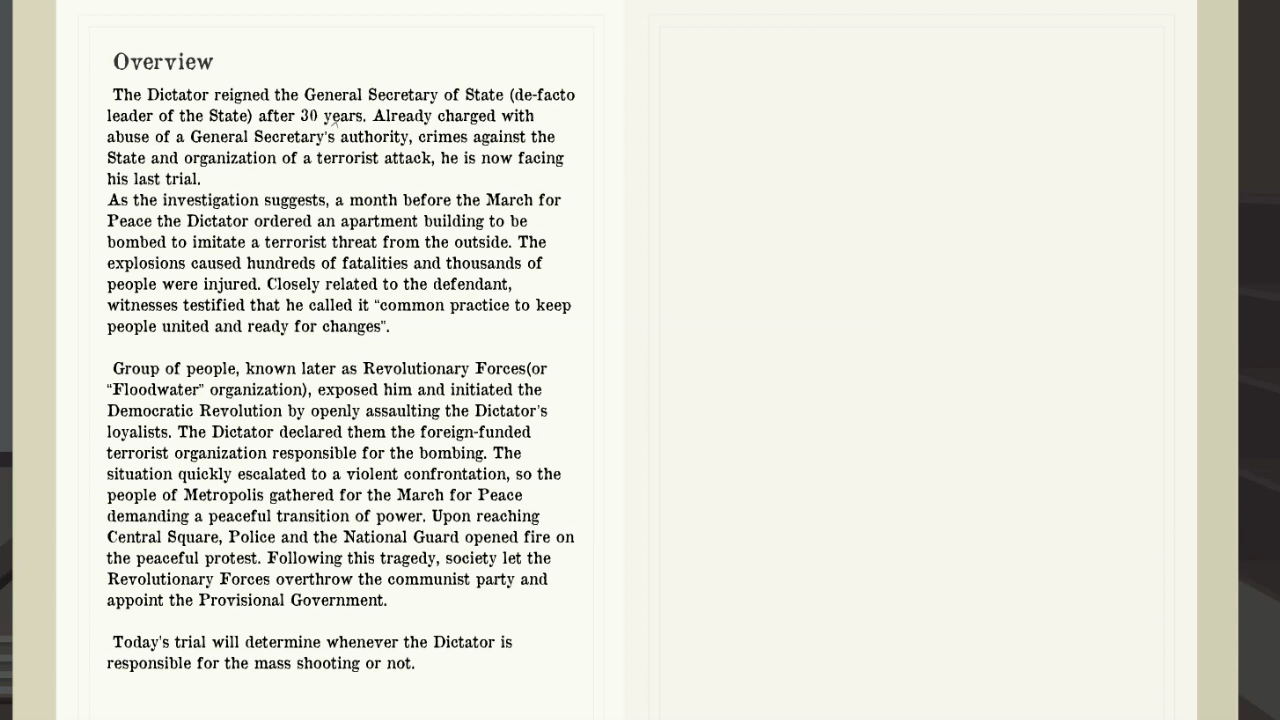 Overview
The Dictator reigned the General Secretary of State (de-facto
leader of the State) after 30 years. Already charged with
abuse of a General Secretary's authority, crimes against the
State and organization of a terrorist attack, he is now facing
his last trial.
As the investigation suggests, a month before the March for
Peace the Dictator ordered an apartment building to be
bombed to imitate a terrorist threat from the outside. The
explosions caused hundreds of fatalities and thousands of
people were injured. Closely related to the defendant,
witnesses testified that he called it “common practice to keep
people united and ready for changes”.
Group of people, known later as Revolutionary Forces(or
“Floodwater” organization), exposed him and initiated the
Democratic Revolution by openly assaulting the Dictator's
loyalists. The Dictator declared them the foreign-funded
terrorist organization responsible for the bombing. The
situation quickly escalated to a violent confrontation, so the
people of Metropolis gathered for the March for Peace
demanding a peaceful transition of power. Upon reaching
Central Square, Police and the National Guard opened fire on
the peaceful protest. Following this tragedy, society let the
Revolutionary Forces overthrow the communist party and
appoint the Provisional Government.
Today's trial will determine whenever the Dictator is
responsible for the mass shooting or not.